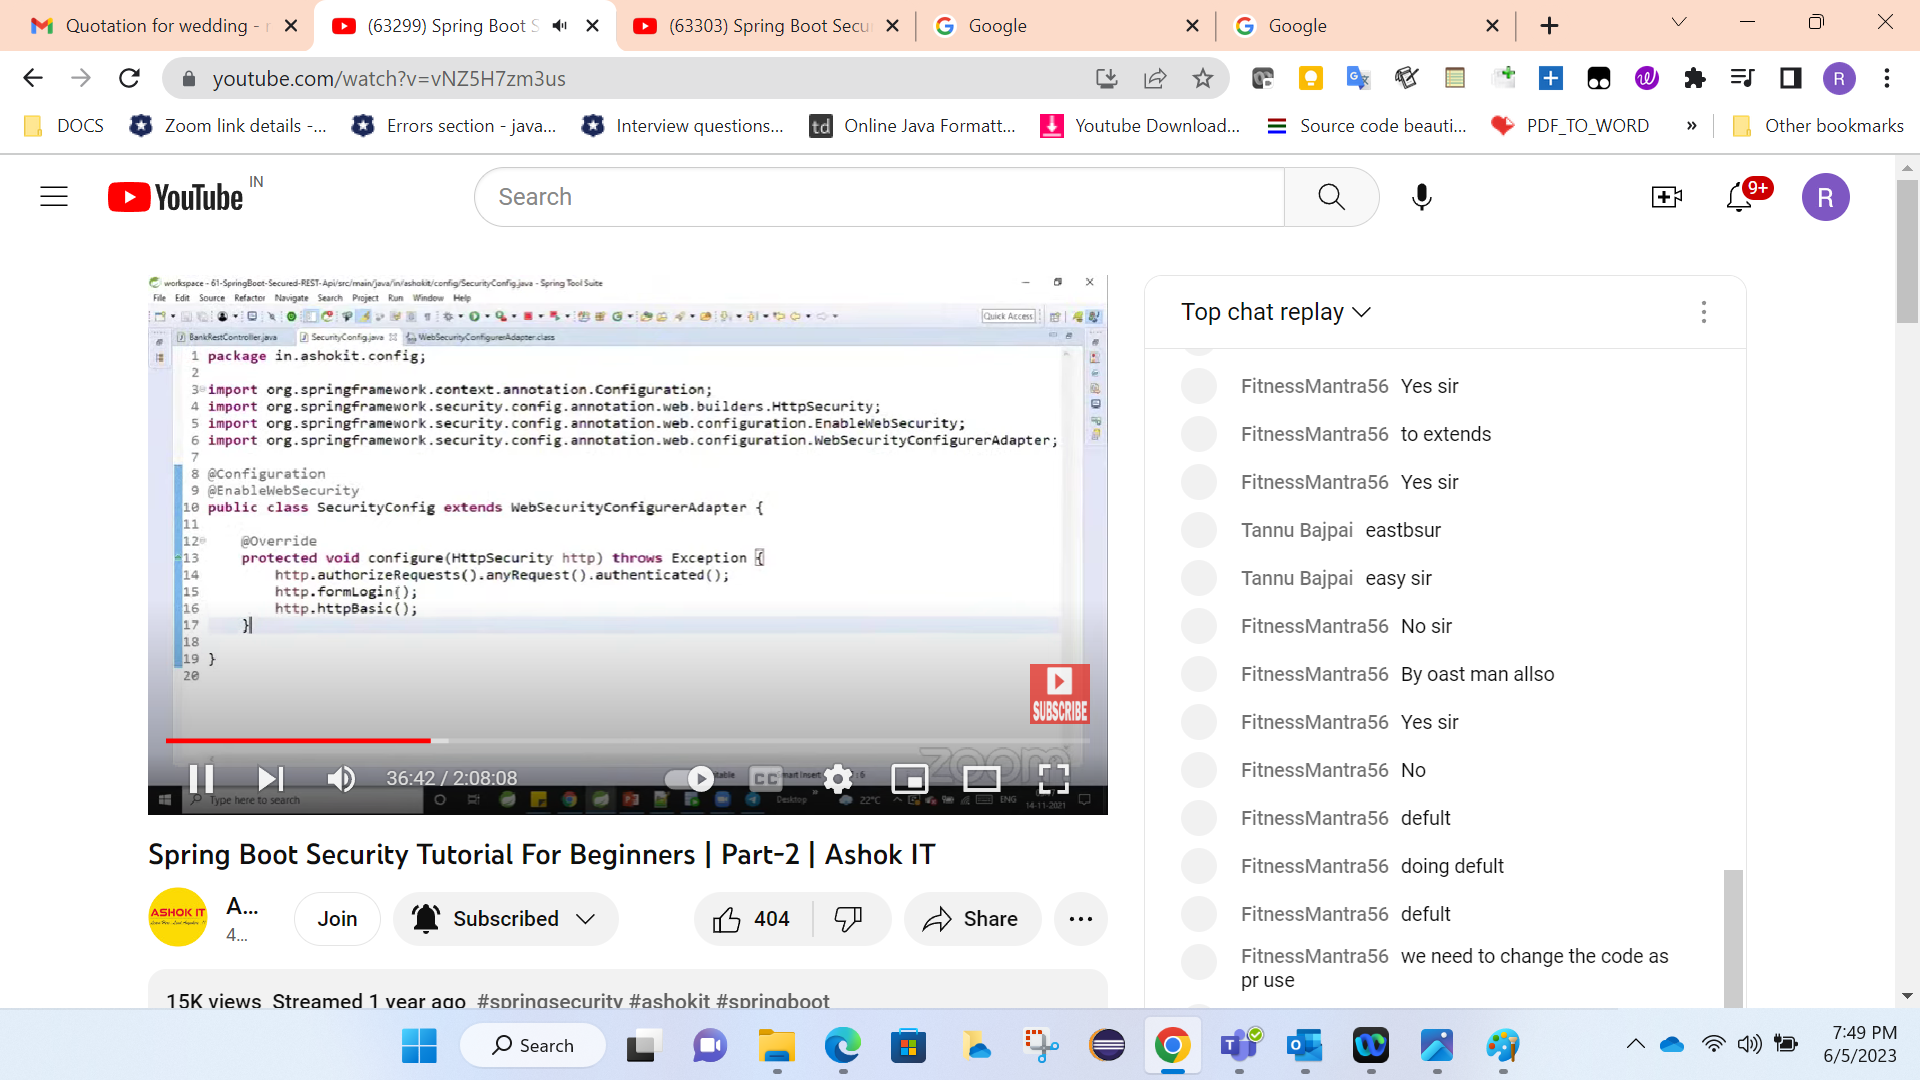 Quotation for wedding - r
(63299) Spring Boot S
(63303) Spring Boot Secu
Google
Google
youtube.com/watch?v=vNZ5H7zm3us
R
DOCS
Zoom link details -...
Errors section - java...
Interview questions...
td
Online Java Formatt...
Youtube Download...
Source code beauti...
PDF_TO_WORD
»
Other bookmarks
YouTube IN
Search
9+
R
workspace - 61-SpringBoot-Secured-REST-Api/src/main/java/in/ashokit/config/SecurityConfig.java - Spring Tool Suite
File Edit Source Refactor Navigate Search Project Run Window Help
Quick Access
BankRestController.java
SecurityConfig.java
WebSecurityConfigurerAdapter.class
1 package in.ashokit.config;
2
3 import org.springframework.context.annotation.Configuration;
4 import org.springframework.security.config.annotation.web.builders.HttpSecurity;
5 import org.springframework.security.config.annotation.web.configuration.EnableWebSecurity;
6 import org.springframework.security.config.annotation.web.configuration.WebSecurityConfigurerAdapter;
7
8 @Configuration
9 @EnableWebSecurity
10 public class SecurityConfig extends WebSecurityConfigurerAdapter {
11
12 @Override
13 protected void configure(HttpSecurity http) throws Exception {
14 http.authorizeRequests().anyRequest().authenticated();
15 http.formLogin();
16 http.httpBasic();
17 }
18
19 }
20
SUBSCRIBE
zoom
36:42 / 2:08:08
CC
Smart Insert
Type here to search
Desktop
22°C
ENG
14-11-2021
Top chat replay
FitnessMantra56 Yes sir
FitnessMantra56 to extends
FitnessMantra56 Yes sir
Tannu Bajpai eastbsur
Tannu Bajpai easy sir
FitnessMantra56 No sir
FitnessMantra56 By oast man allso
FitnessMantra56 Yes sir
FitnessMantra56 No
FitnessMantra56 defult
FitnessMantra56 doing defult
FitnessMantra56 defult
FitnessMantra56 we need to change the code as
pr use
Spring Boot Security Tutorial For Beginners | Part-2 | Ashok IT
ASHOK IT
A...
4...
Join
Subscribed
404
Share
15K views Streamed 1 year ago #springsecurity #ashokit #springboot
Search
7:49 PM
6/5/2023